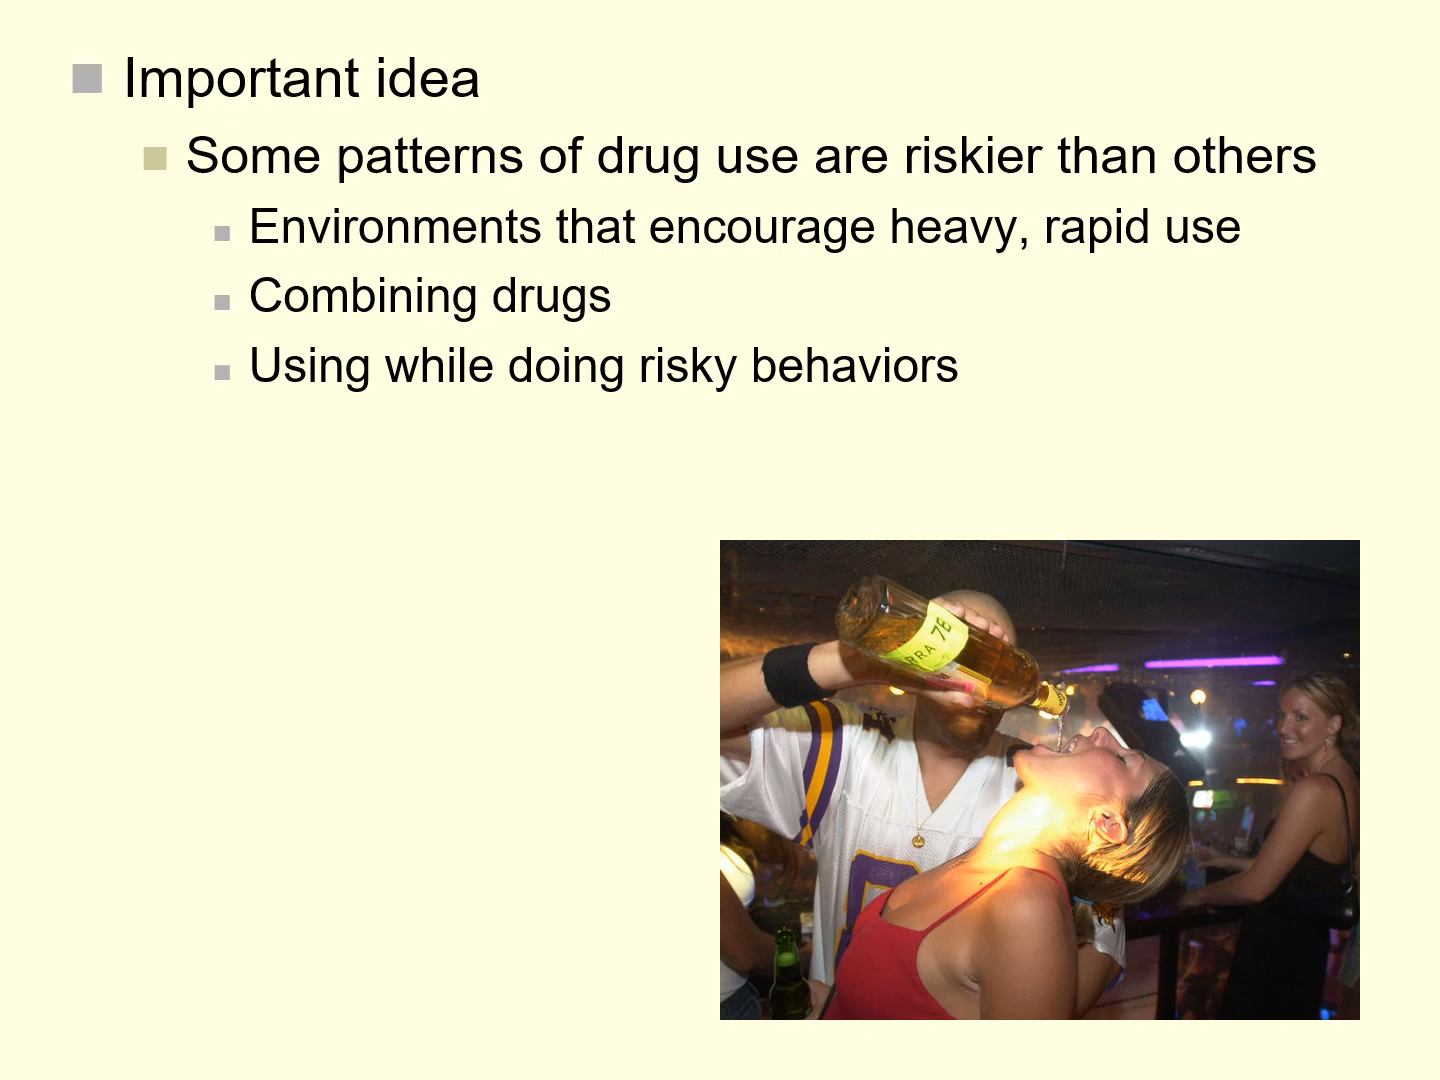 Important idea
Some patterns of drug use are riskier than others
Environments that encourage heavy, rapid use
Combining drugs
Using while doing risky behaviors